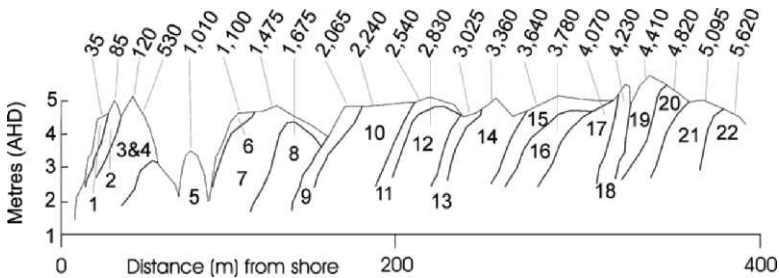 35 85 120 530 1,010 1,100 1,475 1,675 2,065 2,240 2,540 2,830 3,025 3,360 3,640 3,780 4,070 4,230 4,410 4,820 5,095 5,620
Metres (AHD)
5
4
3
2
1
1 2 3&4 5 6 7 8 9 10 11 12 13 14 15 16 17 18 19 20 21 22
0 200 400
Distance (m) from shore